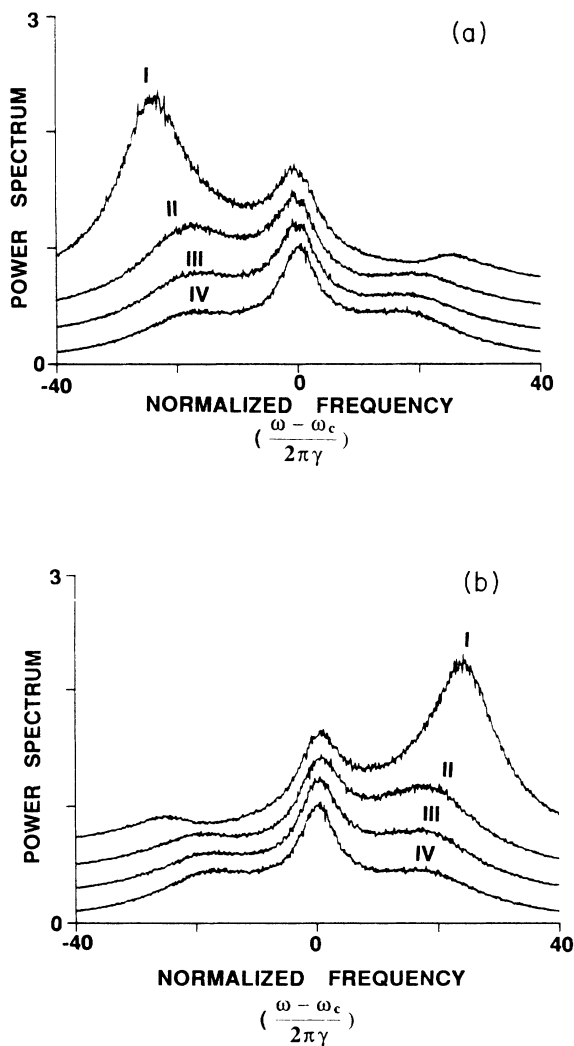 (a)
3
I
II
III
IV
POWER SPECTRUM
0
-40 0 40
NORMALIZED FREQUENCY
( ω − ωc / 2πγ )
(b)
3
I
II
III
IV
POWER SPECTRUM
0
-40 0 40
NORMALIZED FREQUENCY
( ω − ωc / 2πγ )